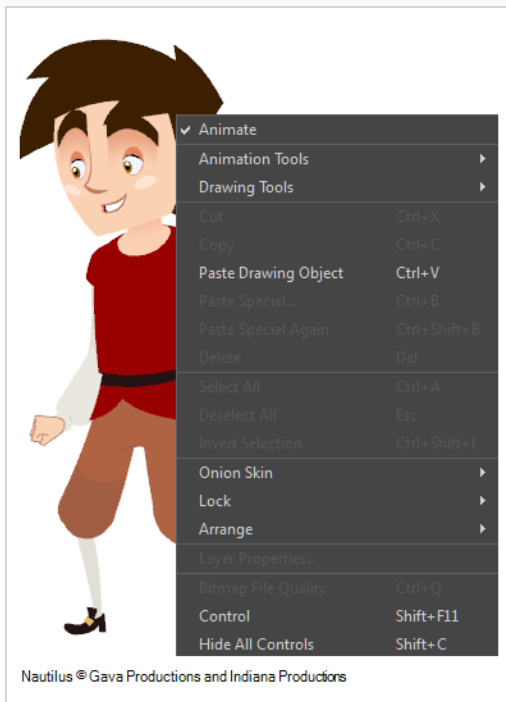 Animate
Animation Tools
Drawing Tools
Cut Ctrl+X
Copy Ctrl+C
Paste Drawing Object Ctrl+V
Paste Special... Ctrl+B
Paste Special Again Ctrl+Shift+B
Delete Del
Select All Ctrl+A
Deselect All Esc
Invert Selection Ctrl+Shift+I
Onion Skin
Lock
Arrange
Layer Properties...
Bitmap File Quality Ctrl+Q
Control Shift+F11
Hide All Controls Shift+C
Nautilus © Gava Productions and Indiana Productions